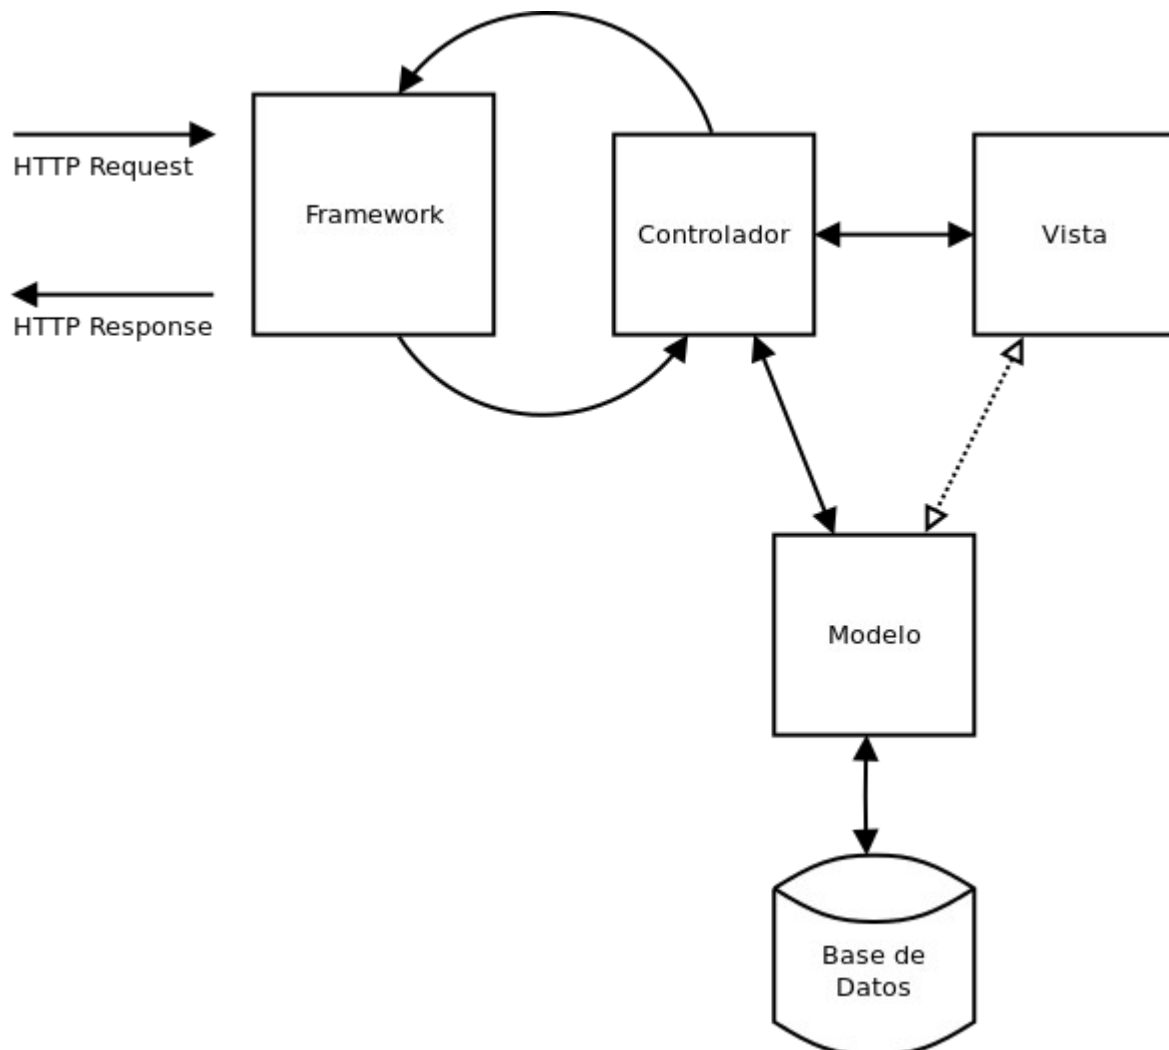 HTTP Request
Framework
HTTP Response
Controlador
Vista
Modelo
Base de
Datos